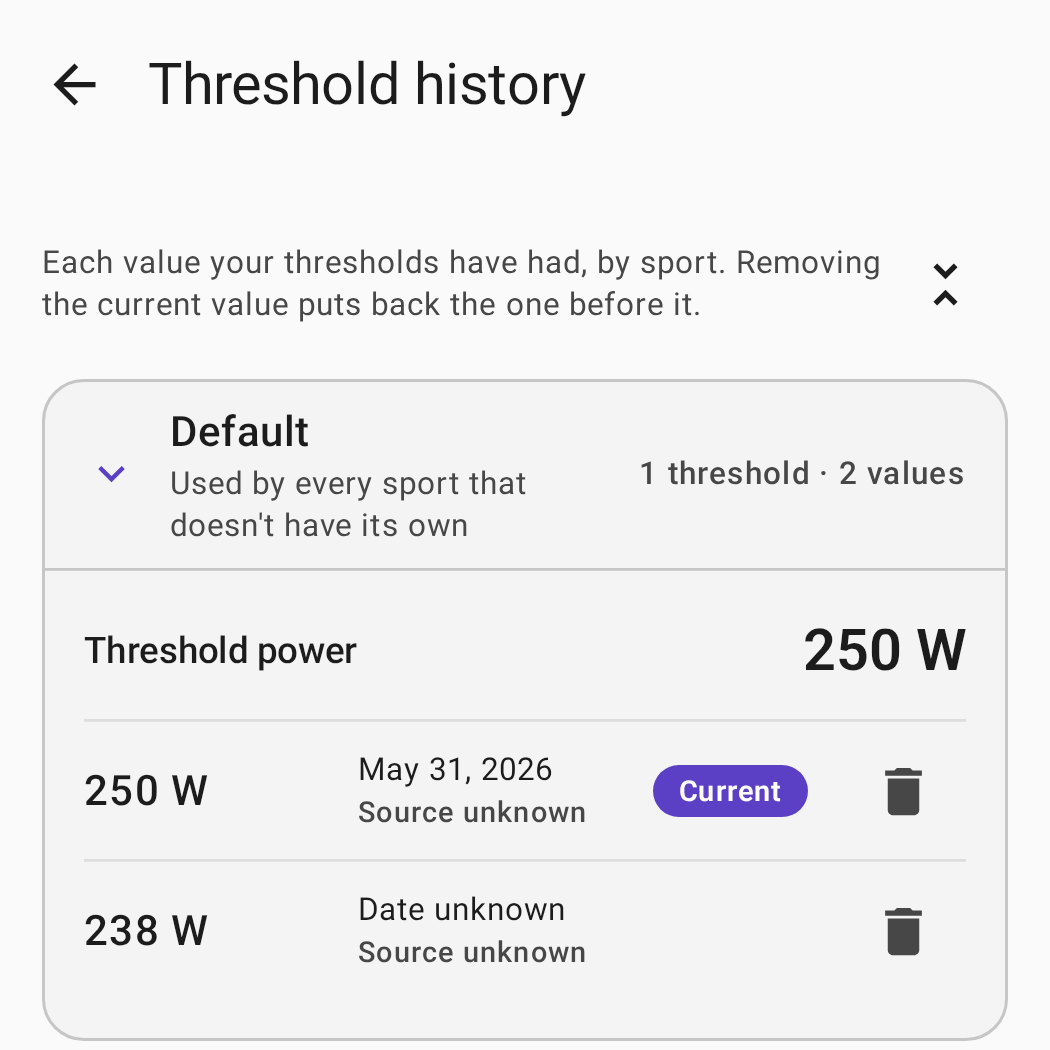 Threshold history
Each value your thresholds have had, by sport. Removing
the current value puts back the one before it.
Default
Used by every sport that
doesn't have its own
1 threshold · 2 values
Threshold power
250 W
250 W
May 31, 2026
Source unknown
Current
238 W
Date unknown
Source unknown